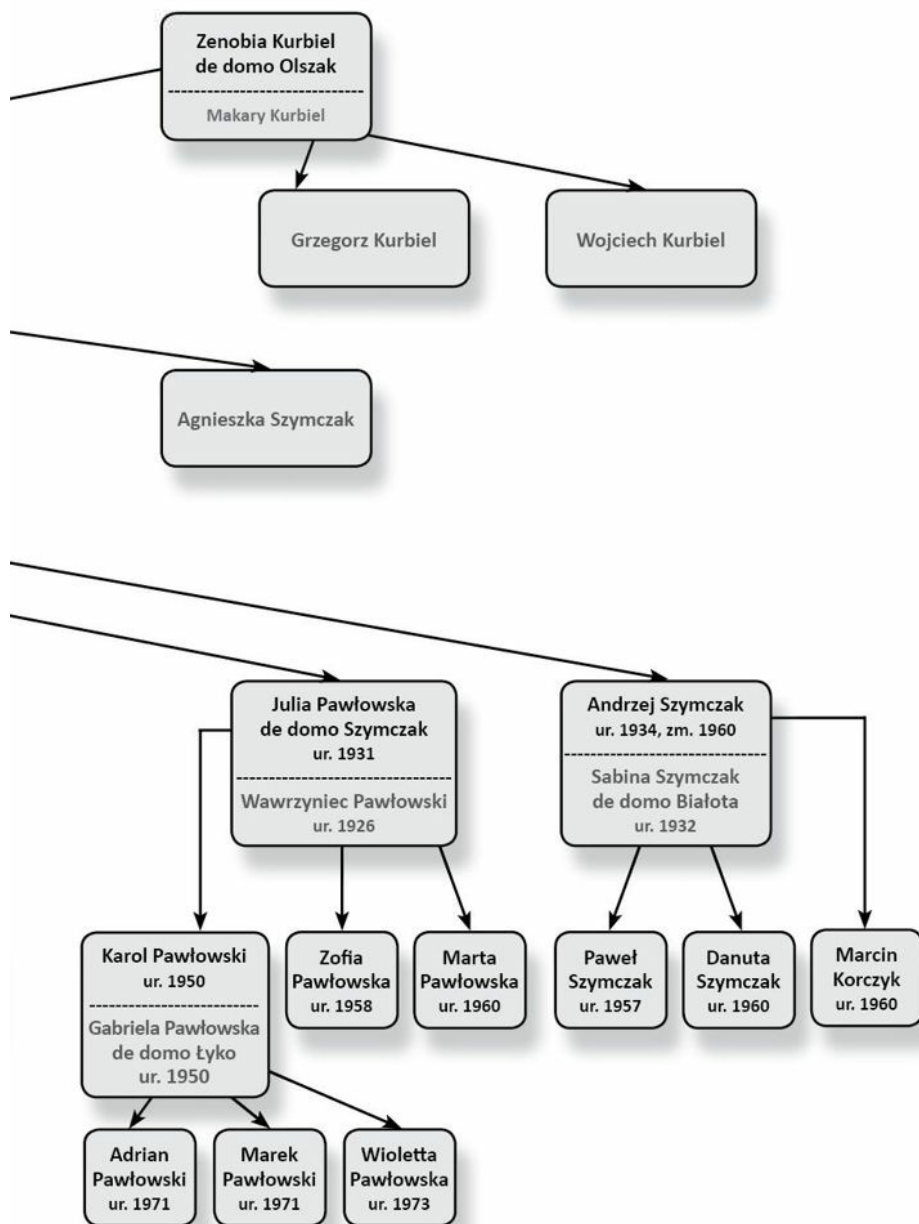 Zenobia Kurbiel
de domo Olszak
Makary Kurbiel
Grzegorz Kurbiel
Wojciech Kurbiel
Agnieszka Szymczak
Julia Pawłowska
de domo Szymczak
ur. 1931
Wawrzyniec Pawłowski
ur. 1926
Andrzej Szymczak
ur. 1934, zm. 1960
Sabina Szymczak
de domo Białota
ur. 1932
Karol Pawłowski
ur. 1950
Gabriela Pawłowska
de domo Łyko
ur. 1950
Zofia
Pawłowska
ur. 1958
Marta
Pawłowska
ur. 1960
Paweł
Szymczak
ur. 1957
Danuta
Szymczak
ur. 1960
Marcin
Korczyk
ur. 1960
Adrian
Pawłowski
ur. 1971
Marek
Pawłowski
ur. 1971
Wioletta
Pawłowska
ur. 1973